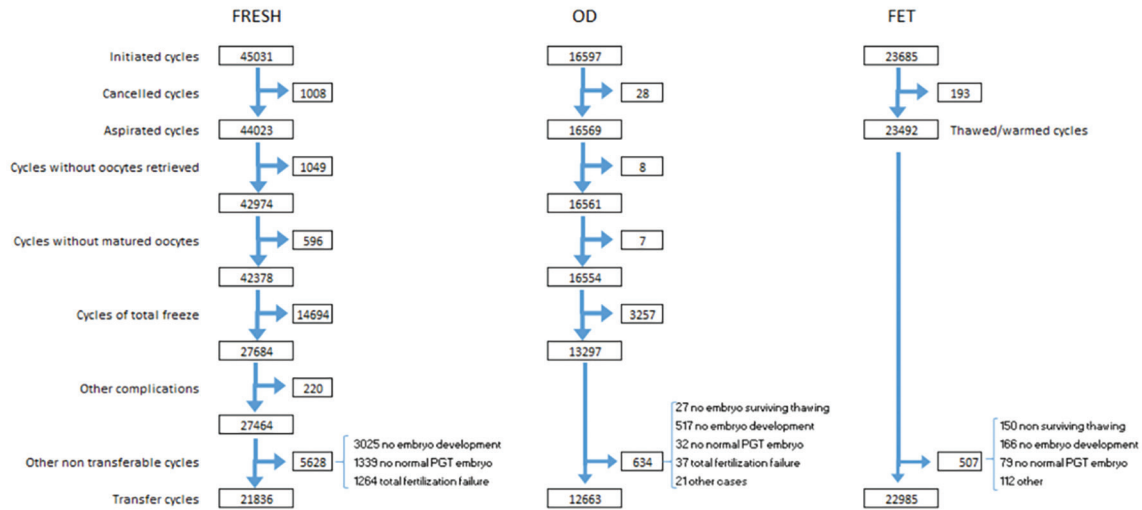 FRESH OD FET
Initiated cycles 45031 16597 23685
Cancelled cycles 1008 28 193
Aspirated cycles 44023 16569 23492 Thawed/warmed cycles
Cycles without oocytes retrieved 1049 8
42974 16561
Cycles without matured oocytes 596 7
42378 16554
Cycles of total freeze 14694 3257
27684 13297
Other complications 220
27464
Other non transferable cycles 5628
3025 no embryo development
1339 no normal PGT embryo
1264 total fertilization failure
634
27 no embryo surviving thawing
517 no embryo development
32 no normal PGT embryo
37 total fertilization failure
21 other cases
507
150 non surviving thawing
166 no embryo development
79 no normal PGT embryo
112 other
Transfer cycles 21836 12663 22985